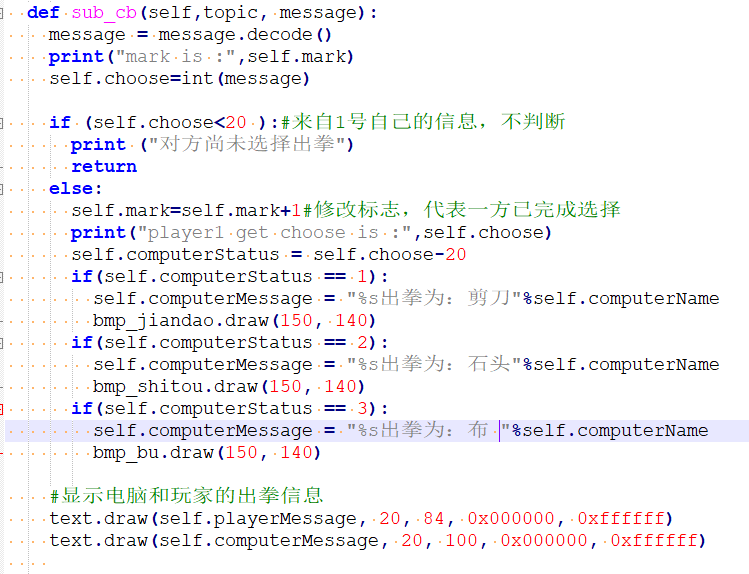 def sub_cb(self,topic, message):
message = message.decode()
print("mark is :",self.mark)
self.choose=int(message)
if (self.choose<20 ):#来自1号自己的信息，不判断
print ("对方尚未选择出拳")
return
else:
self.mark=self.mark+1#修改标志，代表一方已完成选择
print("player1 get choose is :",self.choose)
self.computerStatus = self.choose-20
if(self.computerStatus == 1):
self.computerMessage = "%s出拳为：剪刀"%self.computerName
bmp_jiandao.draw(150, 140)
if(self.computerStatus == 2):
self.computerMessage = "%s出拳为：石头"%self.computerName
bmp_shitou.draw(150, 140)
if(self.computerStatus == 3):
self.computerMessage = "%s出拳为：布 "%self.computerName
bmp_bu.draw(150, 140)
#显示电脑和玩家的出拳信息
text.draw(self.playerMessage, 20, 84, 0x000000, 0xffffff)
text.draw(self.computerMessage, 20, 100, 0x000000, 0xffffff)